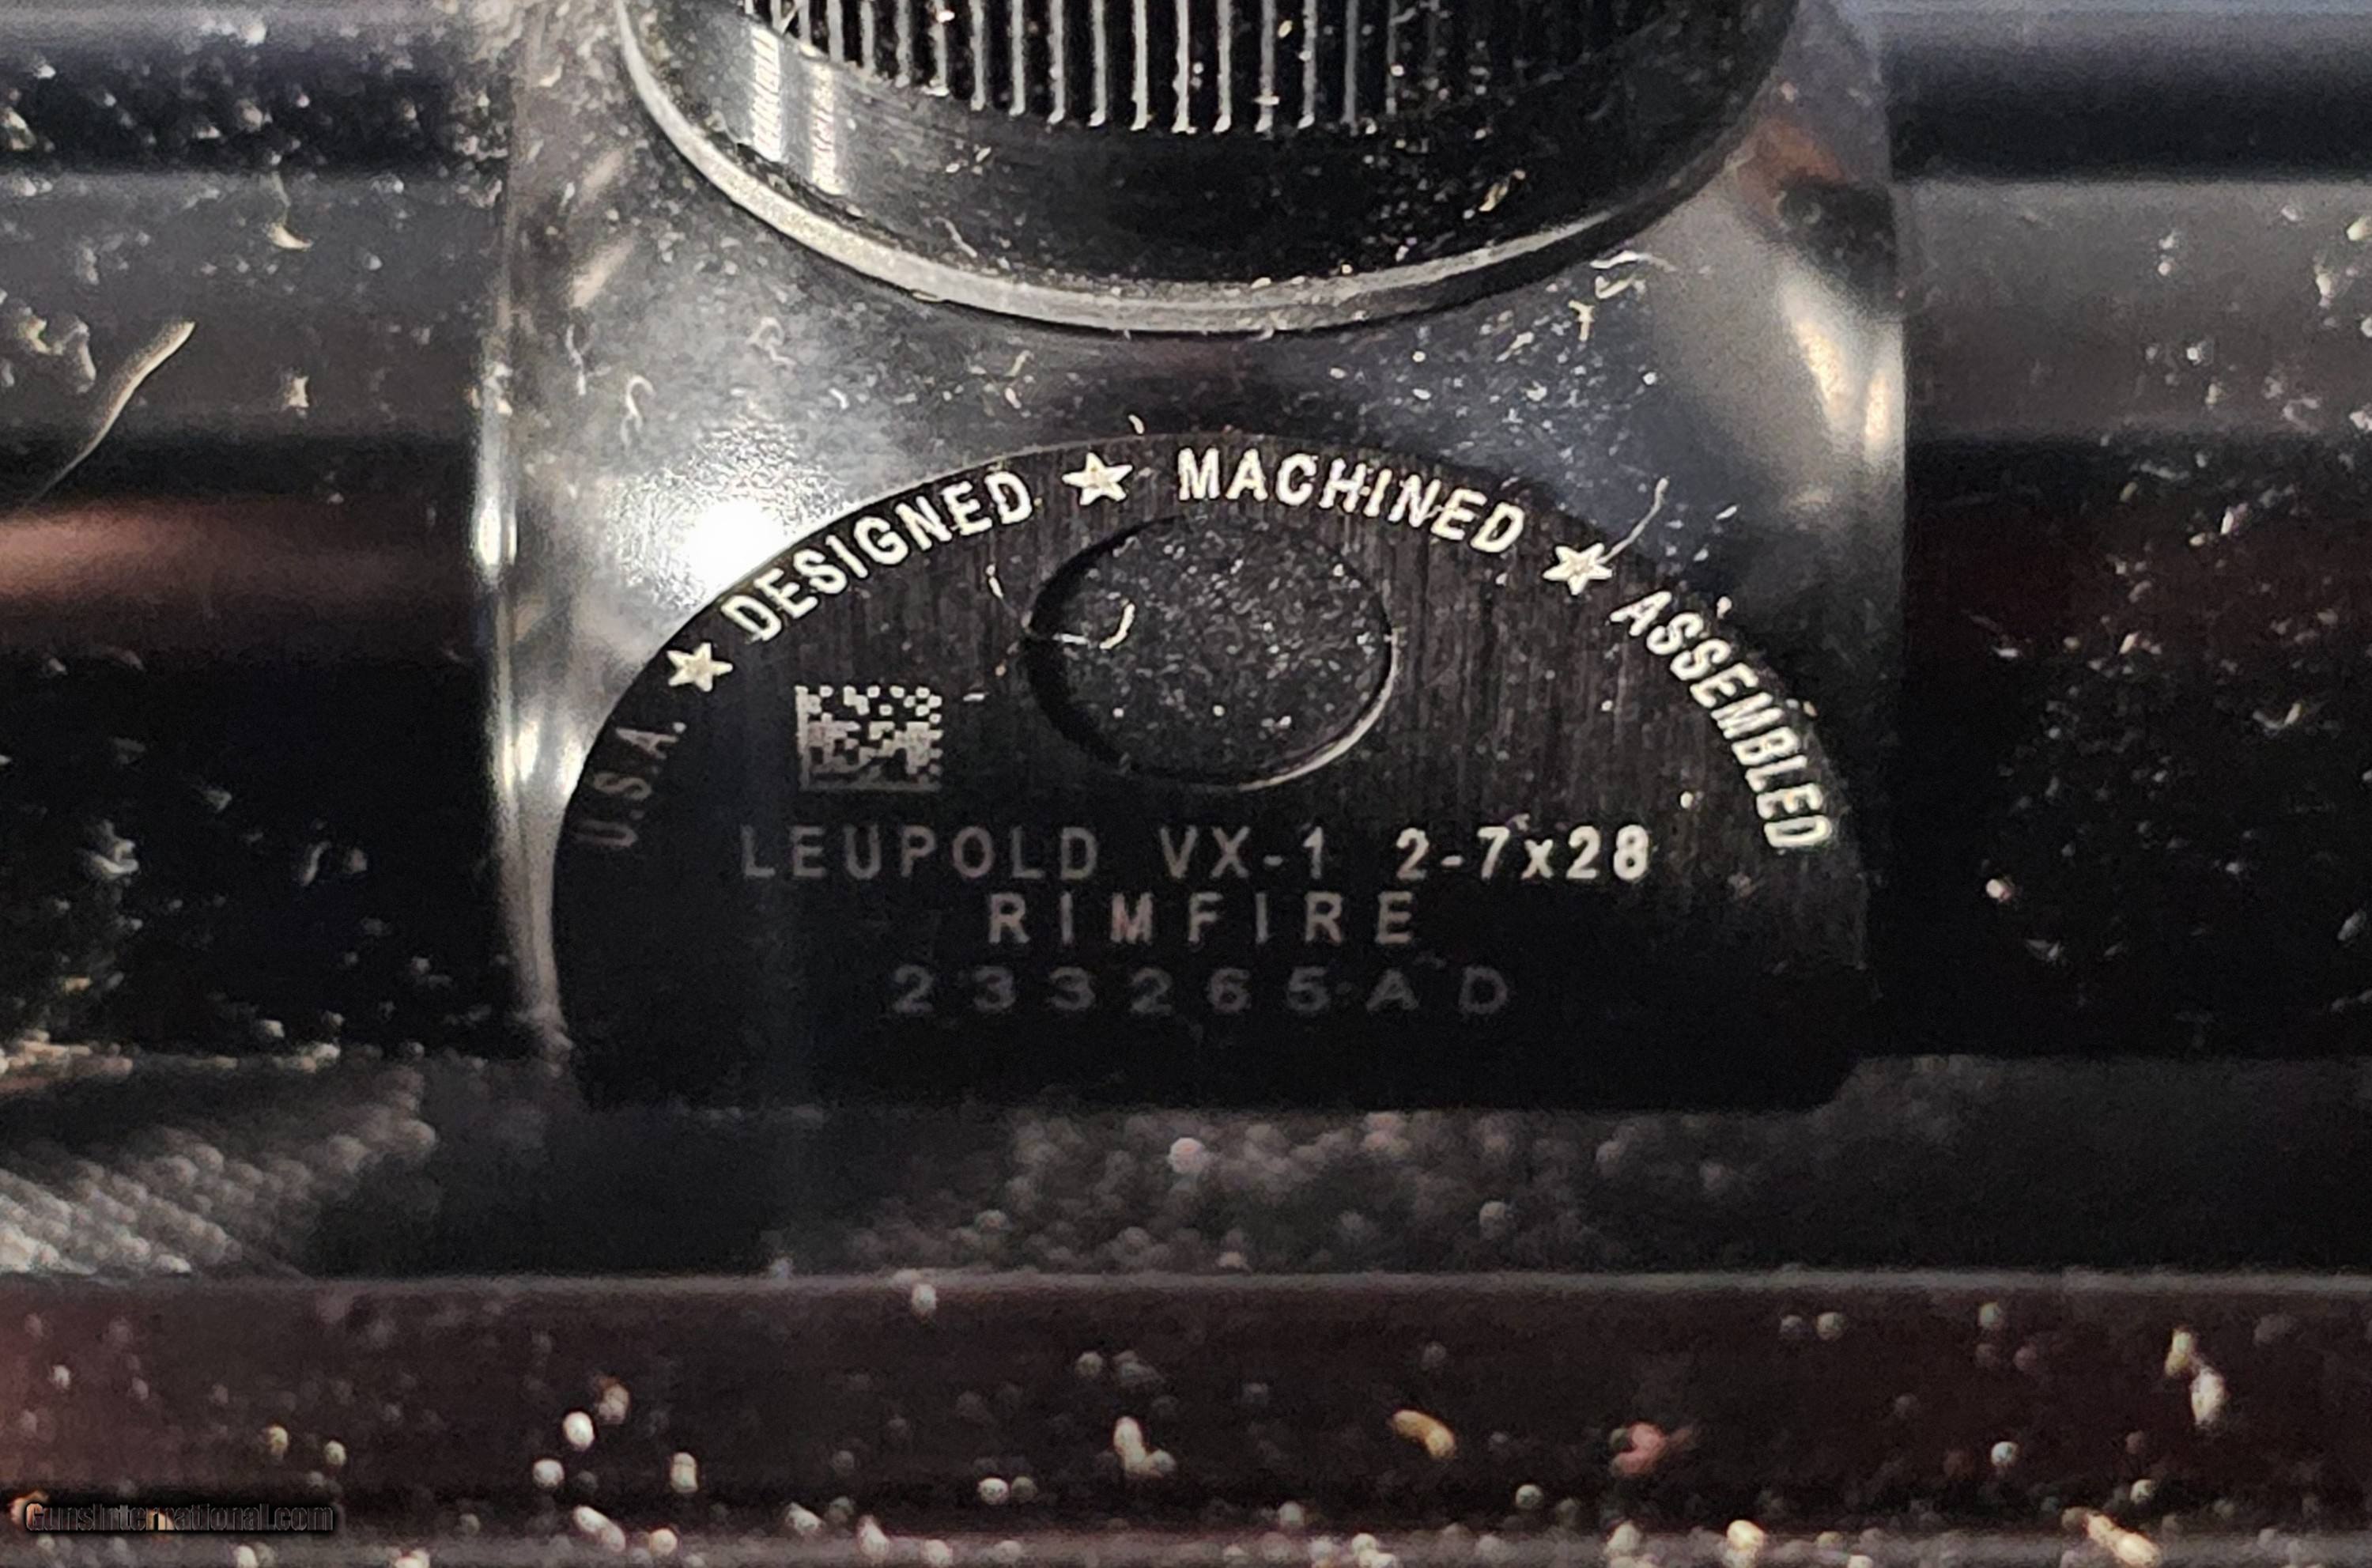 U.S.A. ★ DESIGNED ★ MACHINED ★ ASSEMBLED
LEUPOLD VX-1 2-7x28
RIMFIRE
233265AD
GunsInternational.com